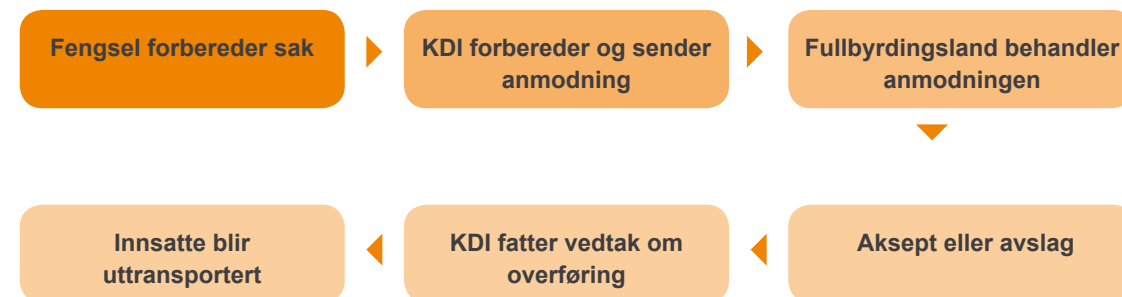 Fengsel forbereder sak
KDI forbereder og sender
anmodning
Fullbyrdingsland behandler
anmodningen
Aksept eller avslag
KDI fatter vedtak om
overføring
Innsatte blir
uttransportert